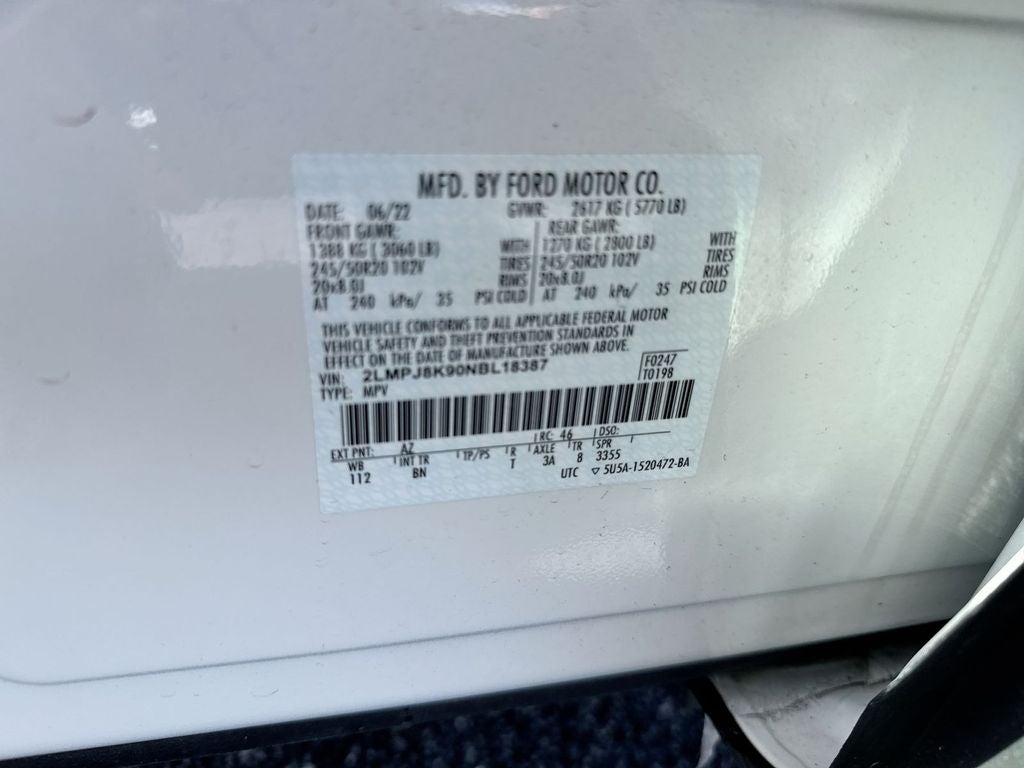 MFD. BY FORD MOTOR CO.
DATE: 06/22 GVWR: 2617 KG ( 5770 LB)
FRONT GAWR: REAR GAWR:
1388 KG ( 3060 LB) WITH 1270 KG ( 2800 LB) WITH
245/50R20 102V TIRES 245/50R20 102V TIRES
20x8.0J RIMS 20x8.0J RIMS
AT 240 kPa/ 35 PSI COLD AT 240 kPa/ 35 PSI COLD
THIS VEHICLE CONFORMS TO ALL APPLICABLE FEDERAL MOTOR
VEHICLE SAFETY AND THEFT PREVENTION STANDARDS IN
EFFECT ON THE DATE OF MANUFACTURE SHOWN ABOVE.
VIN: 2LMPJ8K90NBL18387 F0247
TYPE: MPV T0198
EXT PNT: AZ RC: 46 DSO:
WB INT TR TP/PS R AXLE TR SPR
112 BN T 3A 8 3355
UTC ▽ 5U5A-1520472-BA